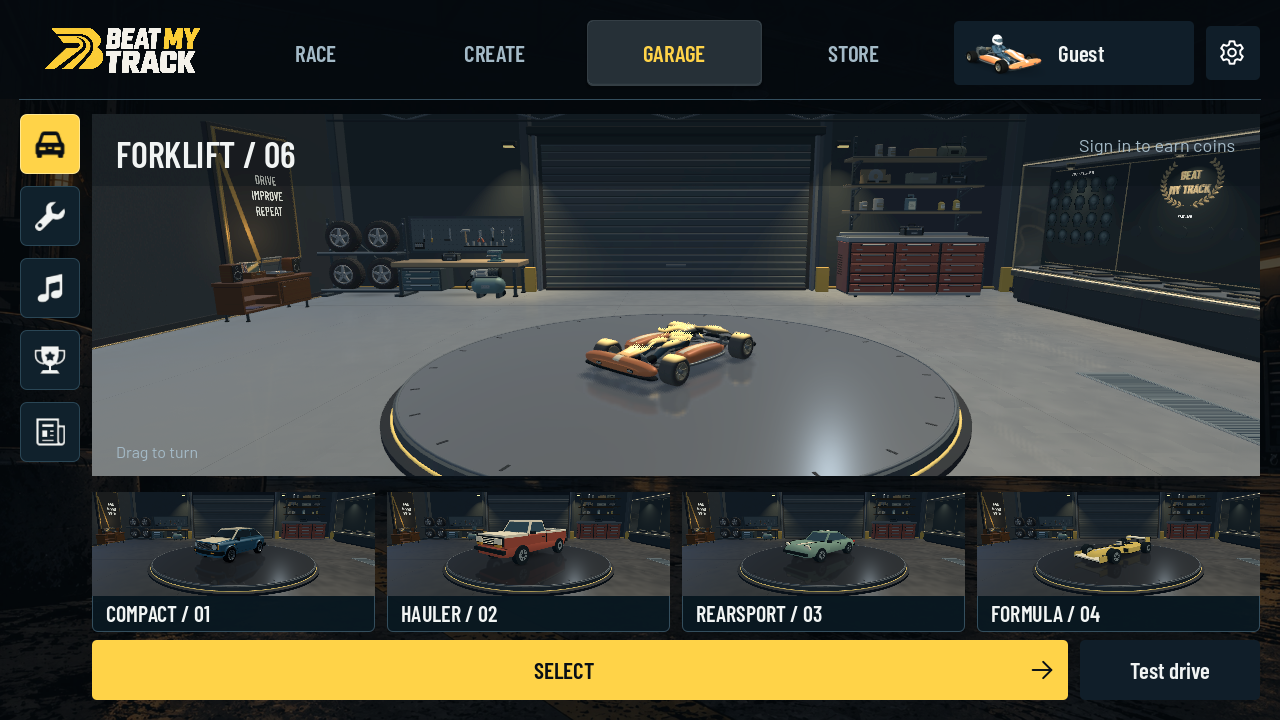 BEAT MY TRACK
RACE
CREATE
GARAGE
STORE
Guest
FORKLIFT / 06
Sign in to earn coins
DRIVE
IMPROVE
REPEAT
BEAT
MY TRACK
Drag to turn
COMPACT / 01
HAULER / 02
REARSPORT / 03
FORMULA / 04
SELECT
Test drive